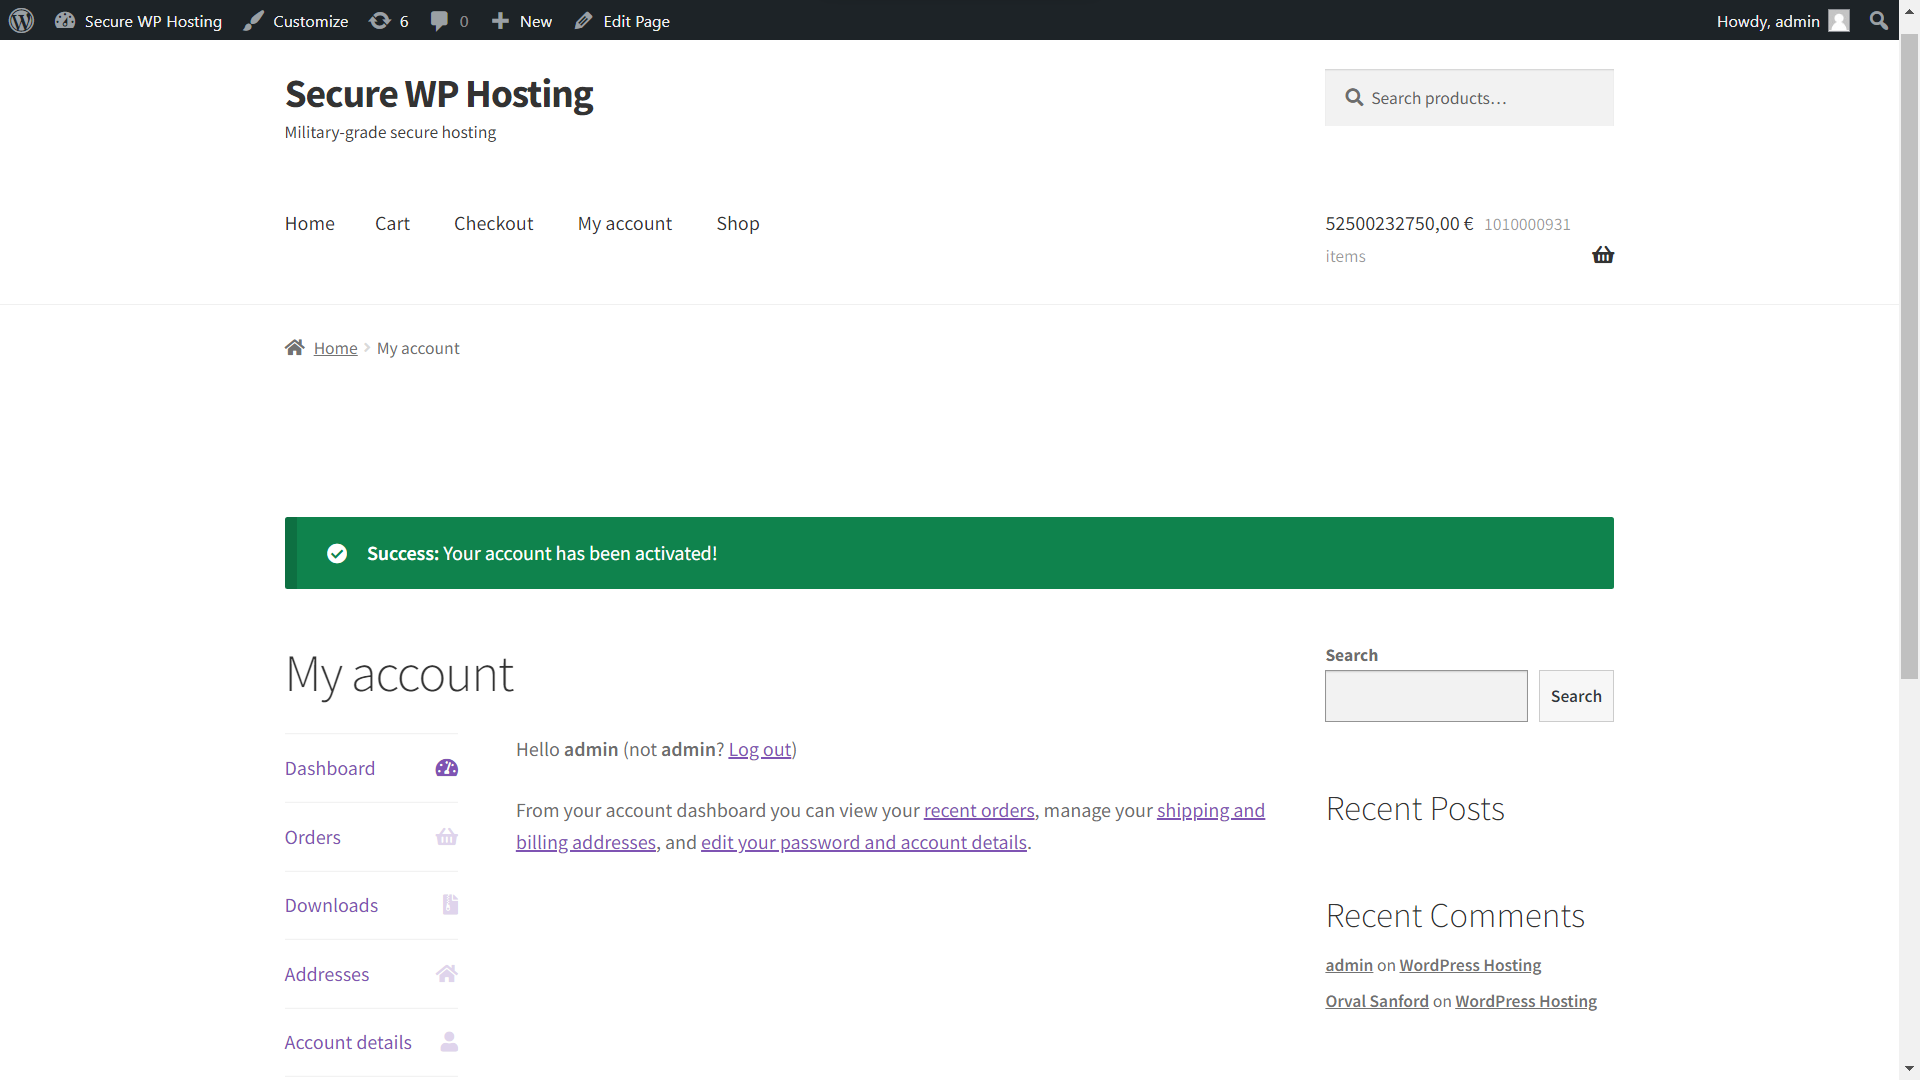 Secure WP Hosting
Customize
6
0
New
Edit Page
Howdy, admin
Secure WP Hosting
Military-grade secure hosting
Search products…
Home
Cart
Checkout
My account
Shop
52500232750,00 € 1010000931
items
Home
My account
Success: Your account has been activated!
My account
Dashboard
Orders
Downloads
Addresses
Account details
Hello admin (not admin? Log out)
From your account dashboard you can view your recent orders, manage your shipping and
billing addresses, and edit your password and account details.
Search
Search
Recent Posts
Recent Comments
admin on WordPress Hosting
Orval Sanford on WordPress Hosting